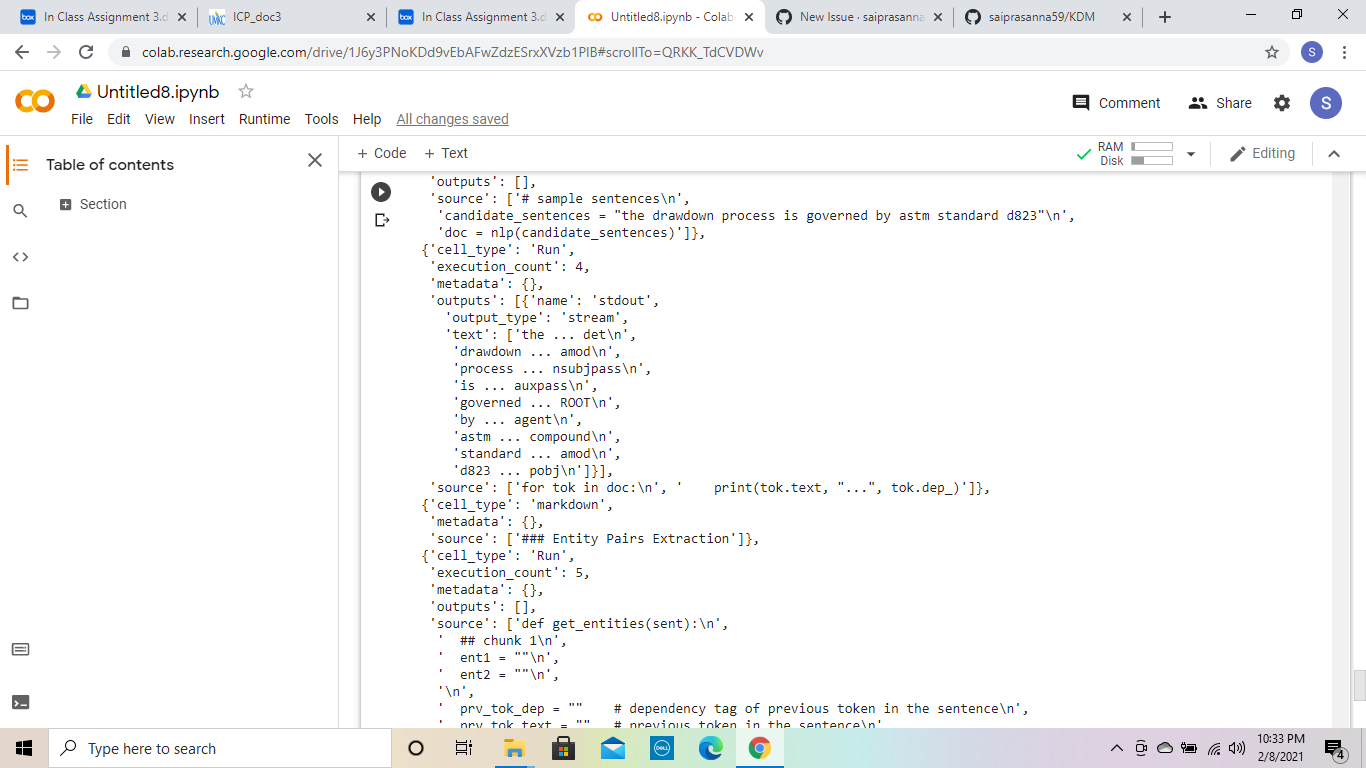 In Class Assignment 3.d
ICP_doc3
In Class Assignment 3.d
Untitled8.ipynb - Colab
New Issue · saiprasanna
saiprasanna59/KDM
colab.research.google.com/drive/1J6y3PNoKDd9vEbAFwZdzESrxXVzb1PlB#scrollTo=QRKK_TdCVDWv
S
Untitled8.ipynb
File Edit View Insert Runtime Tools Help All changes saved
Comment Share S
Table of contents
Section
+ Code + Text
RAM
Disk
Editing
'outputs': [],
'source': ['# sample sentences\n',
'candidate_sentences = "the drawdown process is governed by astm standard d823"\n',
'doc = nlp(candidate_sentences)']},
{'cell_type': 'Run',
'execution_count': 4,
'metadata': {},
'outputs': [{'name': 'stdout',
'output_type': 'stream',
'text': ['the ... det\n',
'drawdown ... amod\n',
'process ... nsubjpass\n',
'is ... auxpass\n',
'governed ... ROOT\n',
'by ... agent\n',
'astm ... compound\n',
'standard ... amod\n',
'd823 ... pobj\n']}],
'source': ['for tok in doc:\n', '    print(tok.text, "...", tok.dep_)']},
{'cell_type': 'markdown',
'metadata': {},
'source': ['### Entity Pairs Extraction']},
{'cell_type': 'Run',
'execution_count': 5,
'metadata': {},
'outputs': [],
'source': ['def get_entities(sent):\n',
'  ## chunk 1\n',
'  ent1 = ""\n',
'  ent2 = ""\n',
'\n',
'  prv_tok_dep = ""    # dependency tag of previous token in the sentence\n',
'  prv_tok_text = ""   # previous token in the sentence\n'
Type here to search
10:33 PM
2/8/2021
4